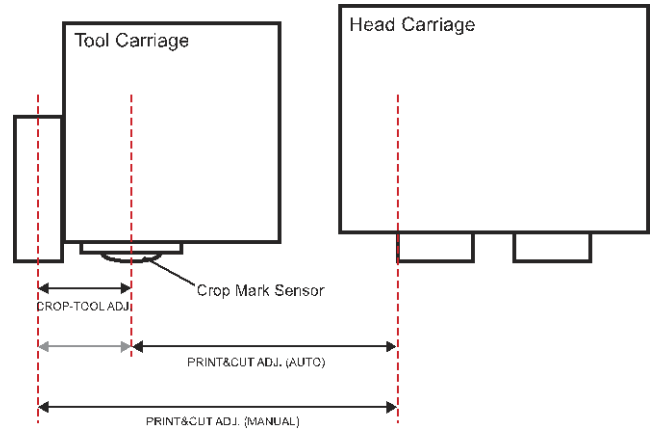 Tool Carriage
Head Carriage
Crop Mark Sensor
CROP-TOOL ADJ.
PRINT&CUT ADJ. (AUTO)
PRINT&CUT ADJ. (MANUAL)